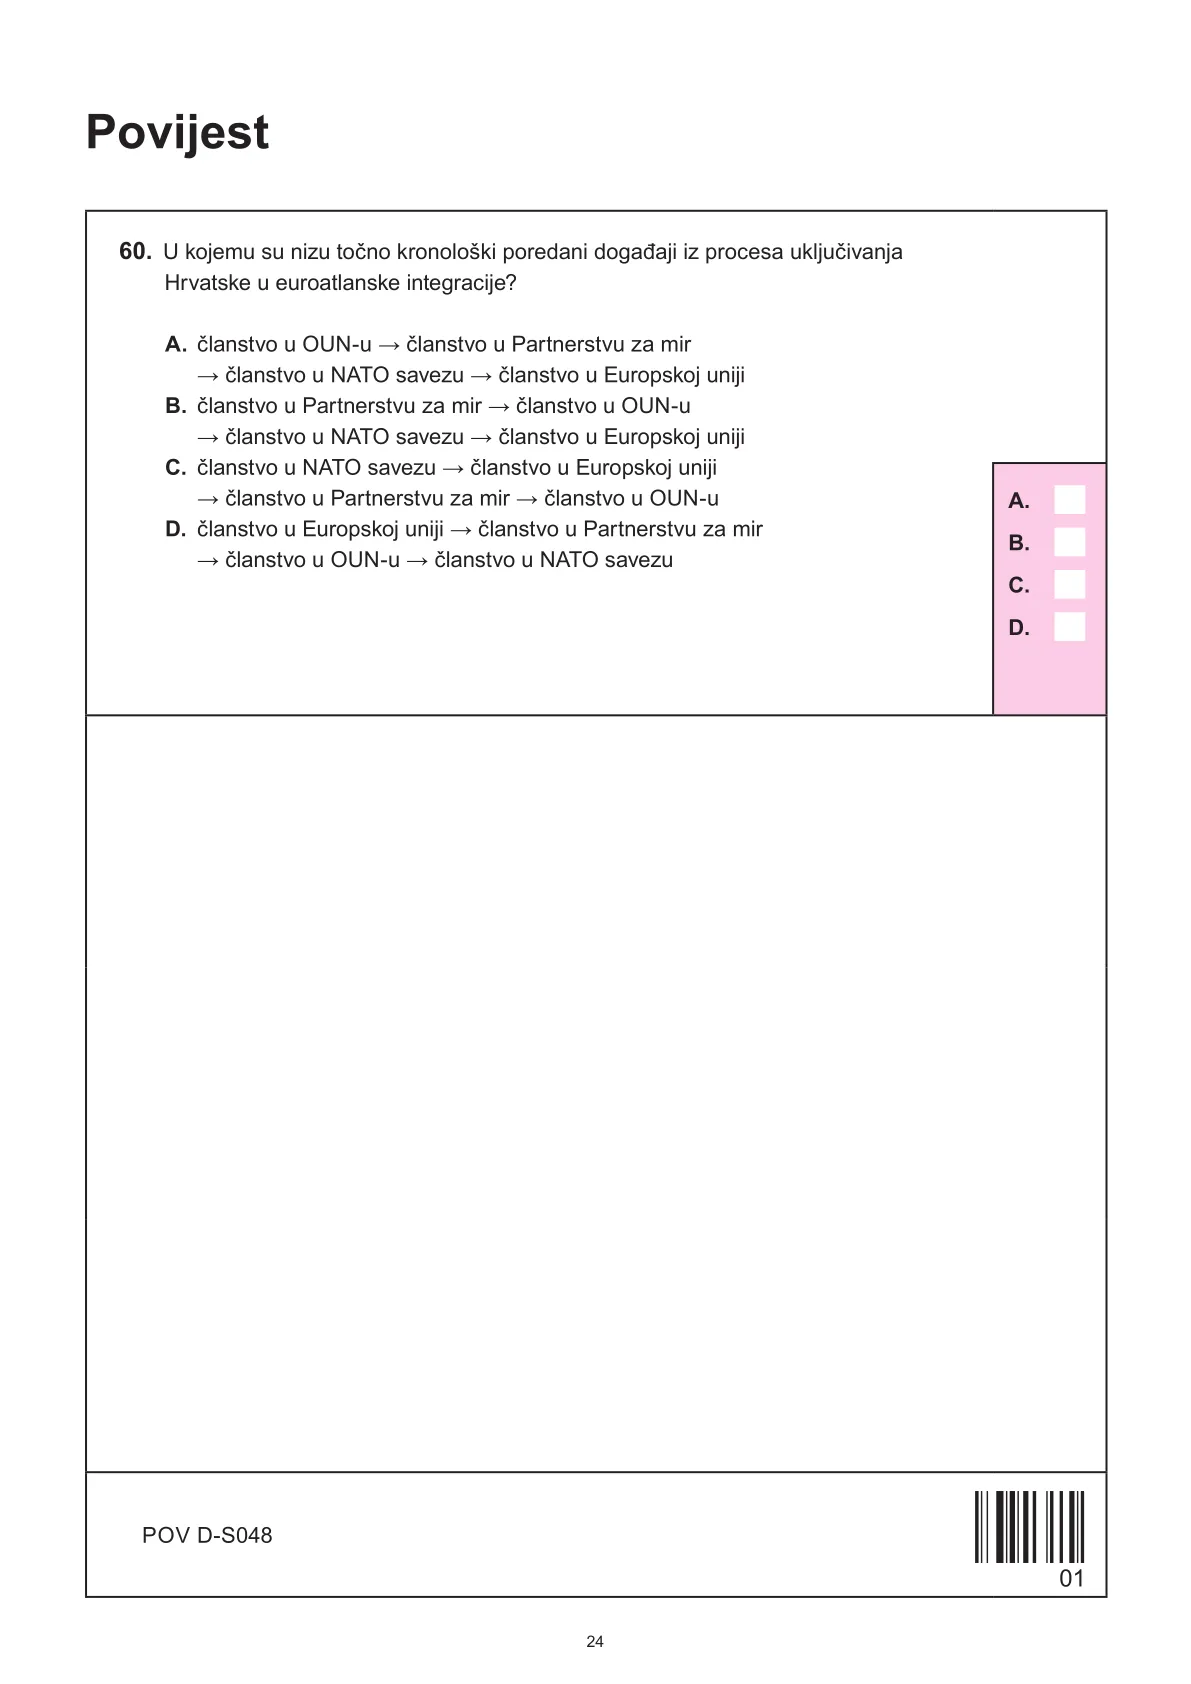 Povijest
60. U kojemu su nizu točno kronološki poredani događaji iz procesa uključivanja
Hrvatske u euroatlanske integracije?
A. članstvo u OUN-u → članstvo u Partnerstvu za mir
→ članstvo u NATO savezu → članstvo u Europskoj uniji
B. članstvo u Partnerstvu za mir → članstvo u OUN-u
→ članstvo u NATO savezu → članstvo u Europskoj uniji
C. članstvo u NATO savezu → članstvo u Europskoj uniji
→ članstvo u Partnerstvu za mir → članstvo u OUN-u
D. članstvo u Europskoj uniji → članstvo u Partnerstvu za mir
→ članstvo u OUN-u → članstvo u NATO savezu
A.
B.
C.
D.
POV D-S048
01
24